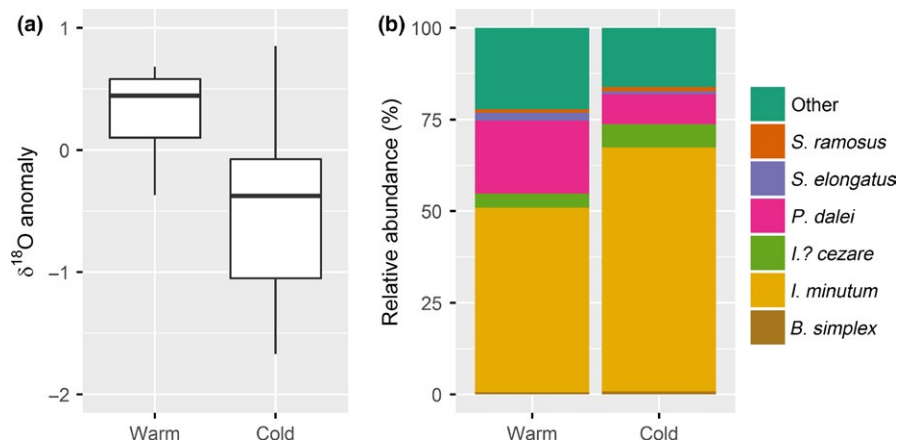 (a)
δ18O anomaly
1
0
−1
−2
Warm
Cold
(b)
Relative abundance (%)
100
75
50
25
0
Warm
Cold
Other
S. ramosus
S. elongatus
P. dalei
I.? cezare
I. minutum
B. simplex